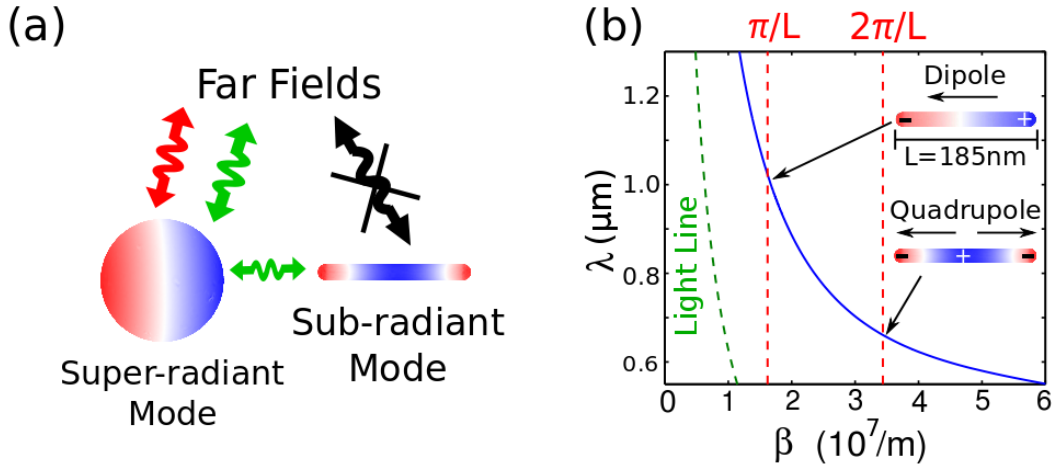 (a)
Far Fields
Super-radiant
Mode
Sub-radiant
Mode
(b)
π/L 2π/L
λ (μm)
1.2
1.0
0.8
0.6
0 1 2 3 4 5 6
β (10⁷/m)
Light Line
Dipole
- +
L=185nm
Quadrupole
- + -